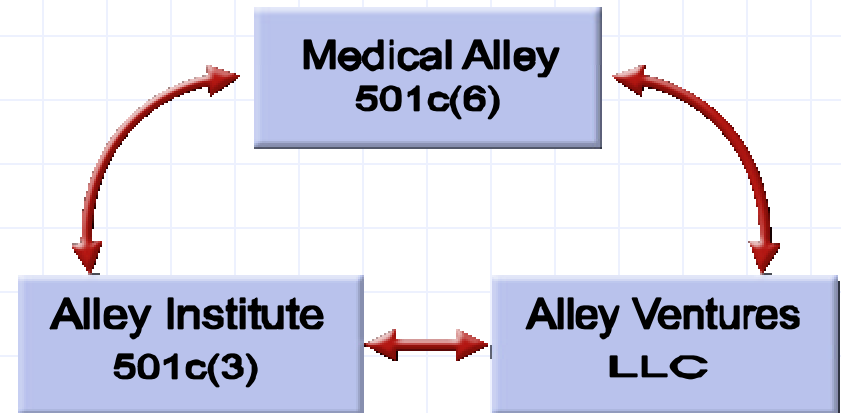 Medical Alley
501c(6)
Alley Institute
501c(3)
Alley Ventures
LLC